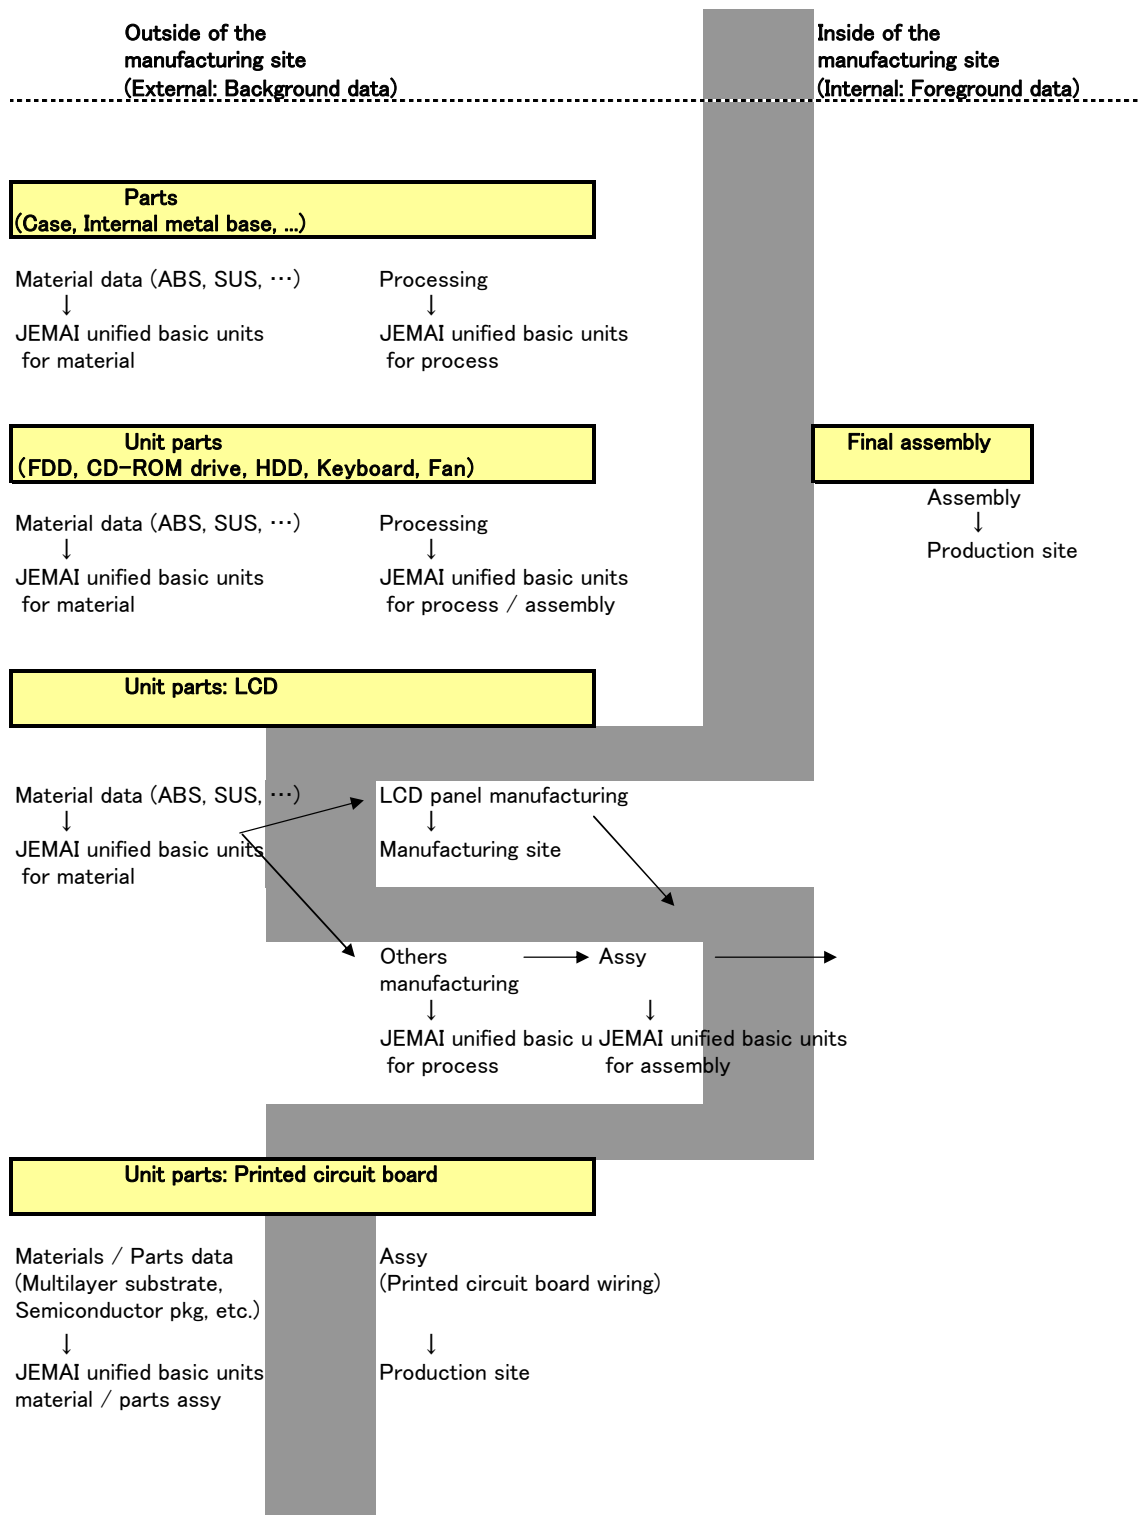 Outside of the
manufacturing site
(External: Background data)
Inside of the
manufacturing site
(Internal: Foreground data)
Parts
(Case, Internal metal base, ...)
Material data (ABS, SUS, …)
↓
JEMAI unified basic units
for material
Processing
↓
JEMAI unified basic units
for process
Unit parts
(FDD, CD-ROM drive, HDD, Keyboard, Fan)
Final assembly
Material data (ABS, SUS, …)
↓
JEMAI unified basic units
for material
Processing
↓
JEMAI unified basic units
for process / assembly
Assembly
↓
Production site
Unit parts: LCD
Material data (ABS, SUS, …)
↓
JEMAI unified basic units
for material
LCD panel manufacturing
↓
Manufacturing site
Others
manufacturing
↓
JEMAI unified basic u
for process
Assy
↓
JEMAI unified basic units
for assembly
Unit parts: Printed circuit board
Materials / Parts data
(Multilayer substrate,
Semiconductor pkg, etc.)
↓
JEMAI unified basic units
material / parts assy
Assy
(Printed circuit board wiring)
↓
Production site